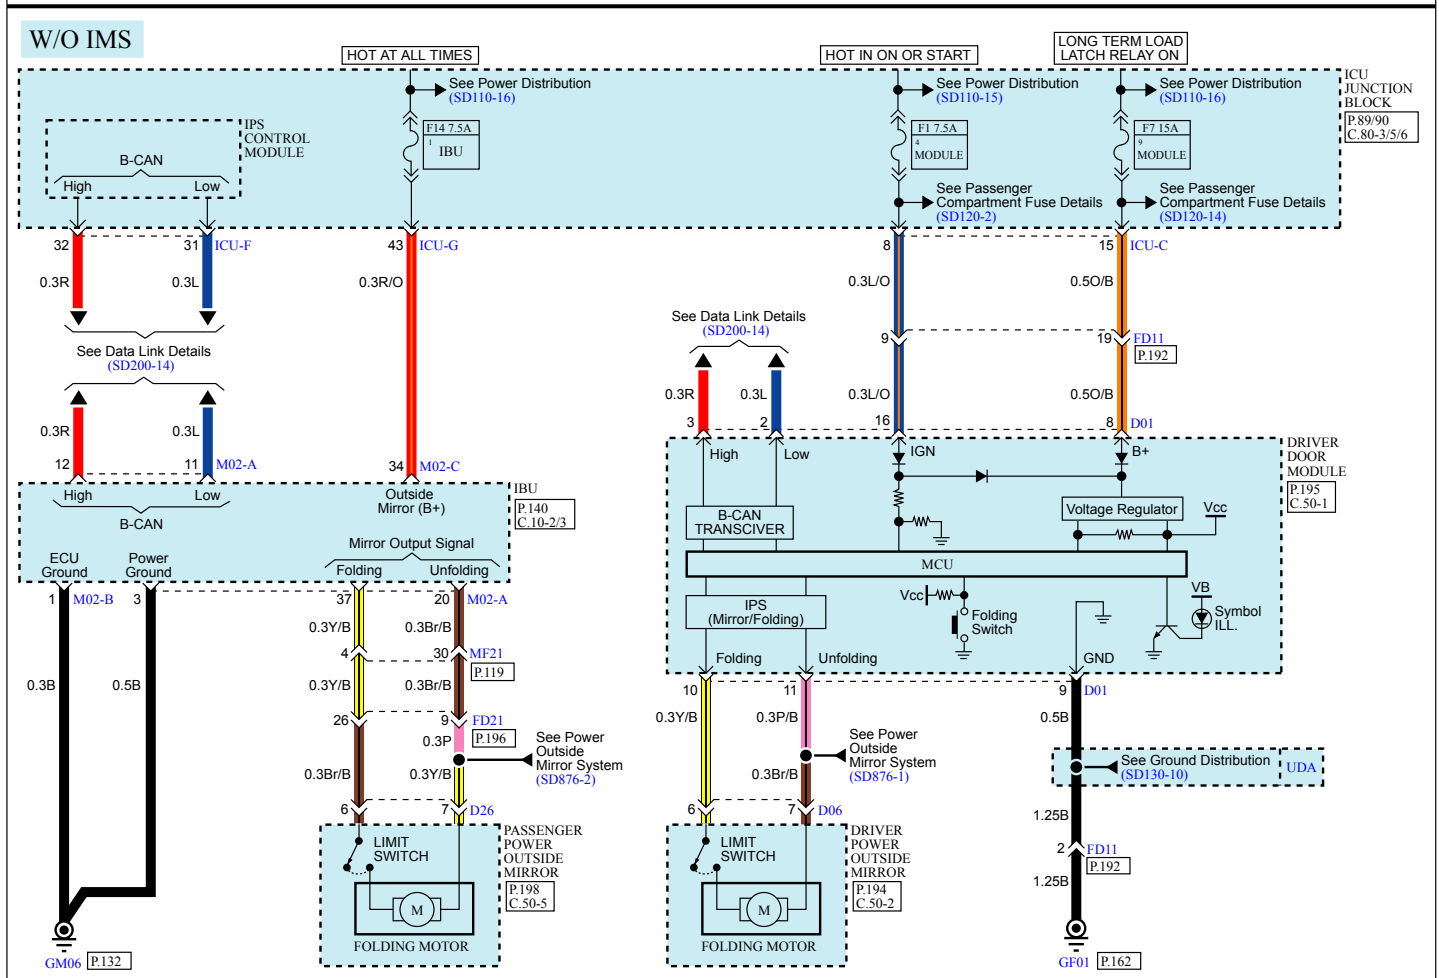 W/O IMS
HOT AT ALL TIMES
HOT IN ON OR START
LONG TERM LOAD
LATCH RELAY ON
See Power Distribution
(SD110-16)
See Power Distribution
(SD110-15)
See Power Distribution
(SD110-16)
ICU
JUNCTION
BLOCK
P.89/90
C.80-3/5/6
IPS
CONTROL
MODULE
B-CAN
High
Low
F14 7.5A
1
IBU
F1 7.5A
4
MODULE
F7 15A
9
MODULE
See Passenger
Compartment Fuse Details
(SD120-2)
See Passenger
Compartment Fuse Details
(SD120-14)
32
31
ICU-F
43
ICU-G
8
15
ICU-C
0.3R
0.3L
0.3R/O
0.3L/O
0.5O/B
See Data Link Details
(SD200-14)
See Data Link Details
(SD200-14)
9
19
FD11
P.192
0.3R
0.3L
0.3R
0.3L
0.3L/O
0.5O/B
12
11
M02-A
34
M02-C
3
2
16
8
D01
High
Low
B-CAN
Outside
Mirror (B+)
IBU
P.140
C.10-2/3
ECU
Ground
Power
Ground
Mirror Output Signal
Folding
Unfolding
High
Low
IGN
B+
DRIVER
DOOR
MODULE
P.195
C.50-1
B-CAN
TRANSCIVER
Voltage Regulator
Vcc
MCU
IPS
(Mirror/Folding)
Vcc
Folding
Switch
VB
Symbol
ILL.
Folding
Unfolding
GND
1
M02-B
3
37
20
M02-A
0.3Y/B
0.3Br/B
4
30
MF21
P.119
0.3B
0.5B
0.3Y/B
0.3Br/B
26
9
FD21
P.196
0.3P
See Power
Outside
Mirror System
(SD876-2)
0.3Br/B
0.3Y/B
6
7
D26
10
11
9
D01
0.3Y/B
0.3P/B
0.5B
See Power
Outside
Mirror System
(SD876-1)
0.3Br/B
See Ground Distribution
(SD130-10)
UDA
6
7
D06
1.25B
2
FD11
P.192
1.25B
LIMIT
SWITCH
PASSENGER
POWER
OUTSIDE
MIRROR
P.198
C.50-5
M
FOLDING MOTOR
LIMIT
SWITCH
DRIVER
POWER
OUTSIDE
MIRROR
P.194
C.50-2
M
FOLDING MOTOR
GM06
P.132
GF01
P.162